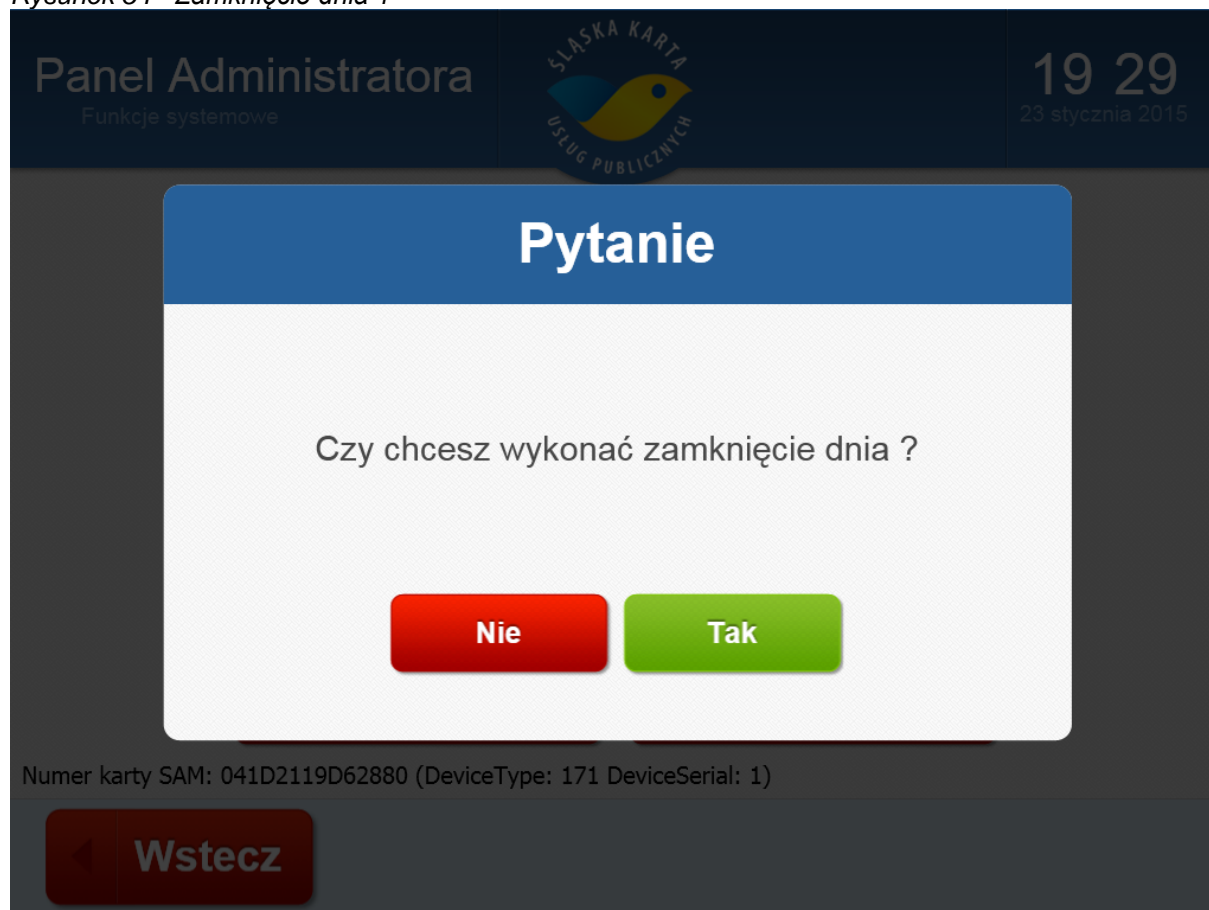 Panel Administratora
Funkcje systemowe
ŚLĄSKA KARTA
USŁUG PUBLICZNYCH
19 29
23 stycznia 2015
Pytanie
Czy chcesz wykonać zamknięcie dnia ?
Nie
Tak
Numer karty SAM: 041D2119D62880 (DeviceType: 171 DeviceSerial: 1)
Wstecz